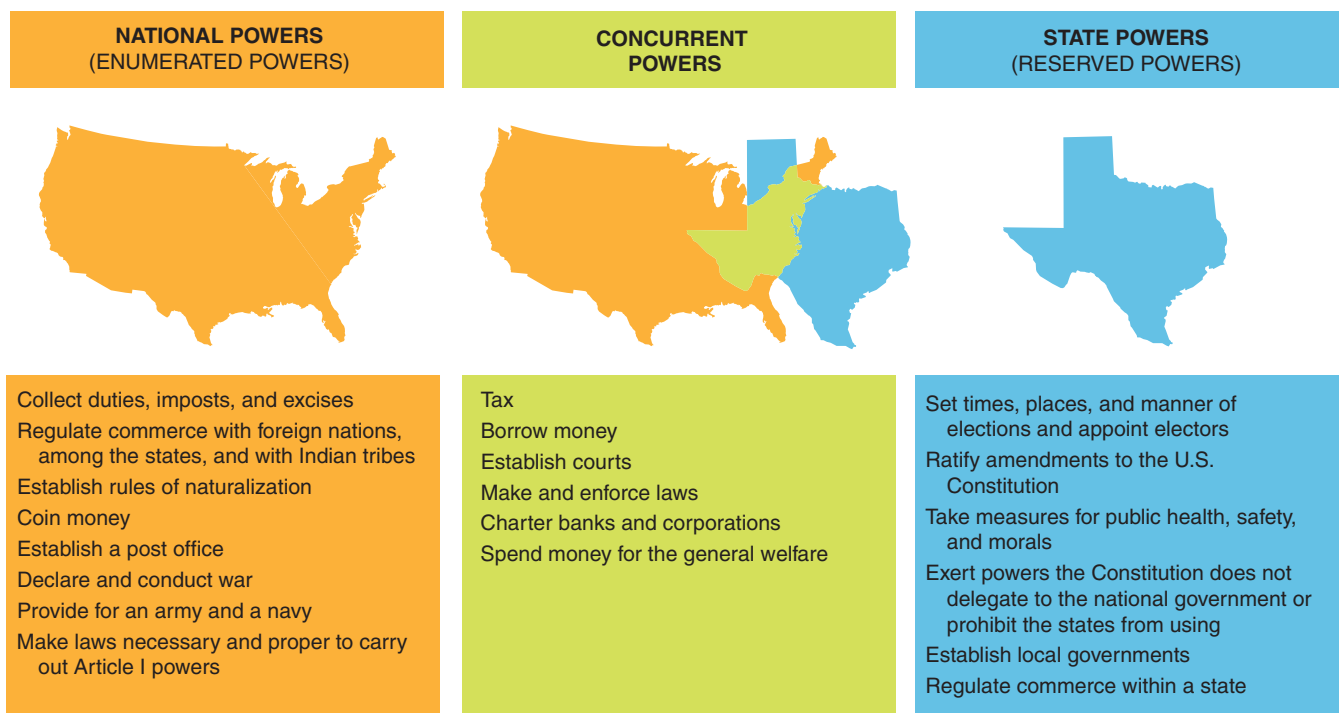 NATIONAL POWERS
(ENUMERATED POWERS)
CONCURRENT
POWERS
STATE POWERS
(RESERVED POWERS)
Collect duties, imposts, and excises
Regulate commerce with foreign nations,
among the states, and with Indian tribes
Establish rules of naturalization
Coin money
Establish a post office
Declare and conduct war
Provide for an army and a navy
Make laws necessary and proper to carry
out Article I powers
Tax
Borrow money
Establish courts
Make and enforce laws
Charter banks and corporations
Spend money for the general welfare
Set times, places, and manner of
elections and appoint electors
Ratify amendments to the U.S.
Constitution
Take measures for public health, safety,
and morals
Exert powers the Constitution does not
delegate to the national government or
prohibit the states from using
Establish local governments
Regulate commerce within a state